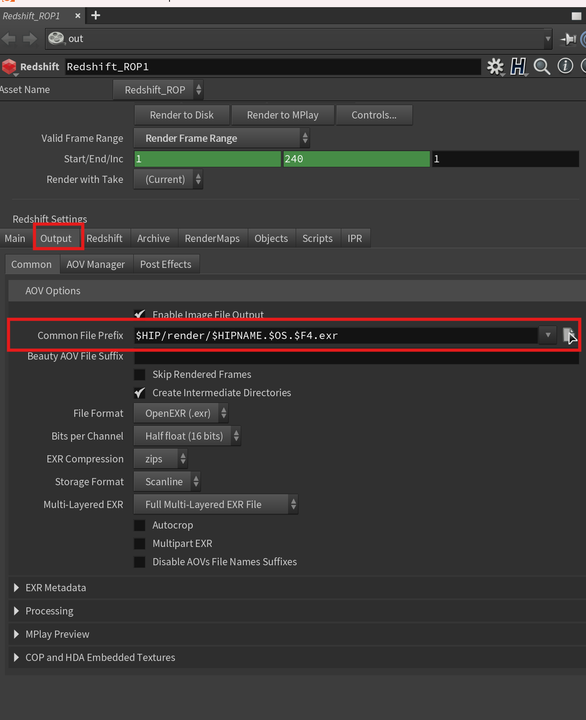 Redshift_ROP1 × +
out
Redshift Redshift_ROP1
Asset Name Redshift_ROP
Render to Disk Render to MPlay Controls...
Valid Frame Range Render Frame Range
Start/End/Inc 1 240 1
Render with Take (Current)
Redshift Settings
Main Output Redshift Archive RenderMaps Objects Scripts IPR
Common AOV Manager Post Effects
AOV Options
Enable Image File Output
Common File Prefix $HIP/render/$HIPNAME.$OS.$F4.exr
Beauty AOV File Suffix
Skip Rendered Frames
Create Intermediate Directories
File Format OpenEXR (.exr)
Bits per Channel Half float (16 bits)
EXR Compression zips
Storage Format Scanline
Multi-Layered EXR Full Multi-Layered EXR File
Autocrop
Multipart EXR
Disable AOVs File Names Suffixes
EXR Metadata
Processing
MPlay Preview
COP and HDA Embedded Textures